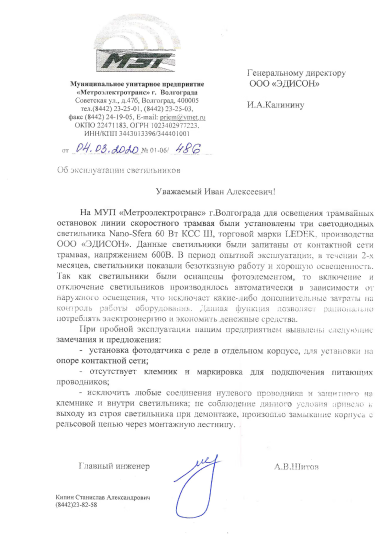 МЭТ
Муниципальное унитарное предприятие
«Метроэлектротранс» г. Волгограда
Советская ул., д.47б, Волгоград, 400005
тел.(8442) 23-25-01, (8442) 23-25-03,
факс (8442) 24-19-05, E-mail: priem@vmet.ru
ОКПО 22471183, ОГРН 1023402977223,
ИНН/КПП 3443013396/344401001
от 04.03.2020 № 01-06/ 486
Генеральному директору
ООО «ЭДИСОН»
И.А.Калинину
Об эксплуатации светильников
Уважаемый Иван Алексеевич!
На МУП «Метроэлектротранс» г.Волгограда для освещения трамвайных
остановок линии скоростного трамвая были установлены три светодиодных
светильника Nano-Sfera 60 Вт КСС Ш, торговой марки LEDEK, производства
ООО «ЭДИСОН». Данные светильники были запитаны от контактной сети
трамвая, напряжением 600В. В период опытной эксплуатации, в течении 2-х
месяцев, светильники показали безотказную работу и хорошую освещенность.
Так как светильники были оснащены фотоэлементом, то включение и
отключение светильников производилось автоматически в зависимости от
наружного освещения, что исключает какие-либо дополнительные затраты на
контроль работы оборудования. Данная функция позволяет рационально
потреблять электроэнергию и экономить денежные средства.
При пробной эксплуатации нашим предприятием выявлены следующие
замечания и предложения:
- установка фотодатчика с реле в отдельном корпусе, для установки на
опоре контактной сети;
- отсутствует клемник и маркировка для подключения питающих
проводников;
- исключить любые соединения нулевого проводника и защитного на
клемнике и внутри светильника; не соблюдение данного условия привело к
выходу из строя светильника при демонтаже, произошло замыкание корпуса с
рельсовой цепью через монтажную лестницу.
Главный инженер
А.В.Шитов
Килин Станислав Александрович
(8442)23-82-58